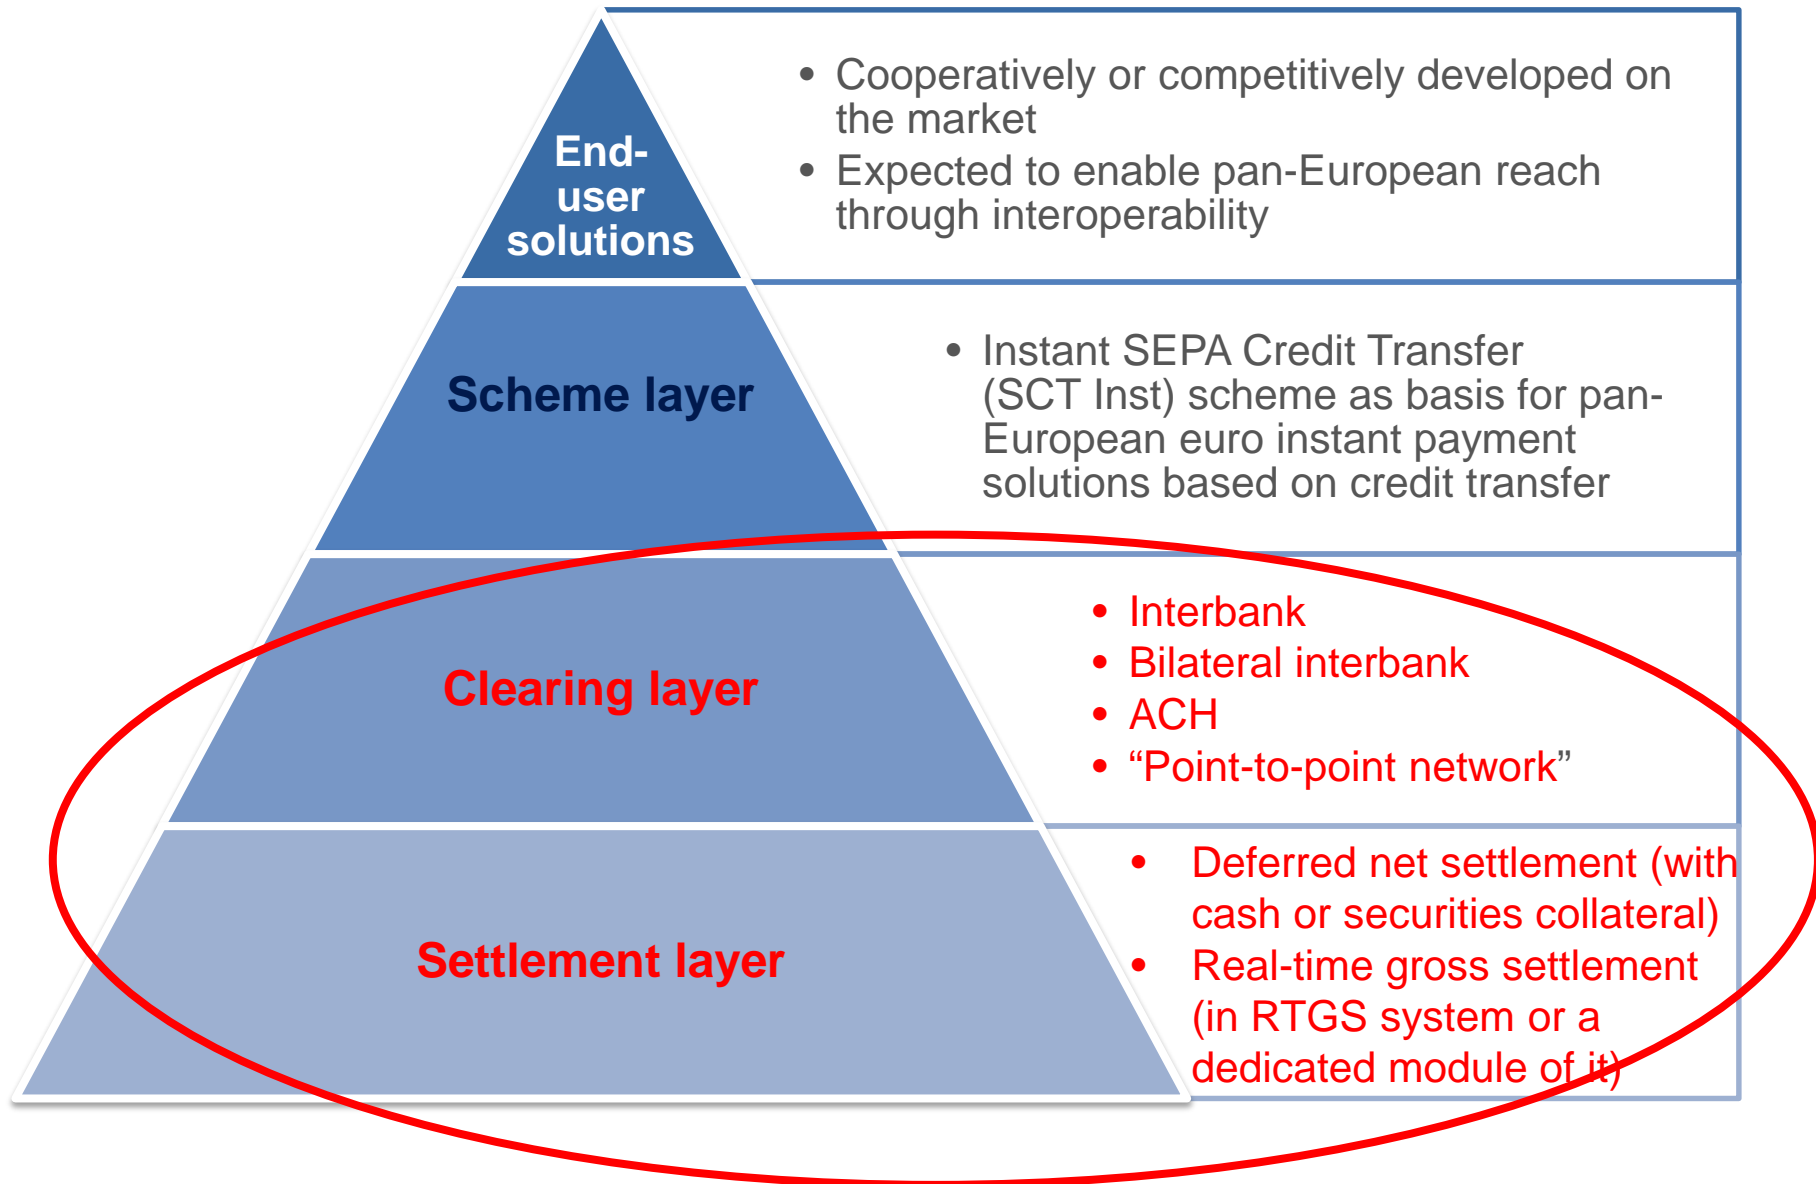 End-
user
solutions
• Cooperatively or competitively developed on
the market
• Expected to enable pan-European reach
through interoperability
Scheme layer
• Instant SEPA Credit Transfer
(SCT Inst) scheme as basis for pan-
European euro instant payment
solutions based on credit transfer
Clearing layer
• Interbank
• Bilateral interbank
• ACH
• “Point-to-point network”
Settlement layer
• Deferred net settlement (with
cash or securities collateral)
• Real-time gross settlement
(in RTGS system or a
dedicated module of it)